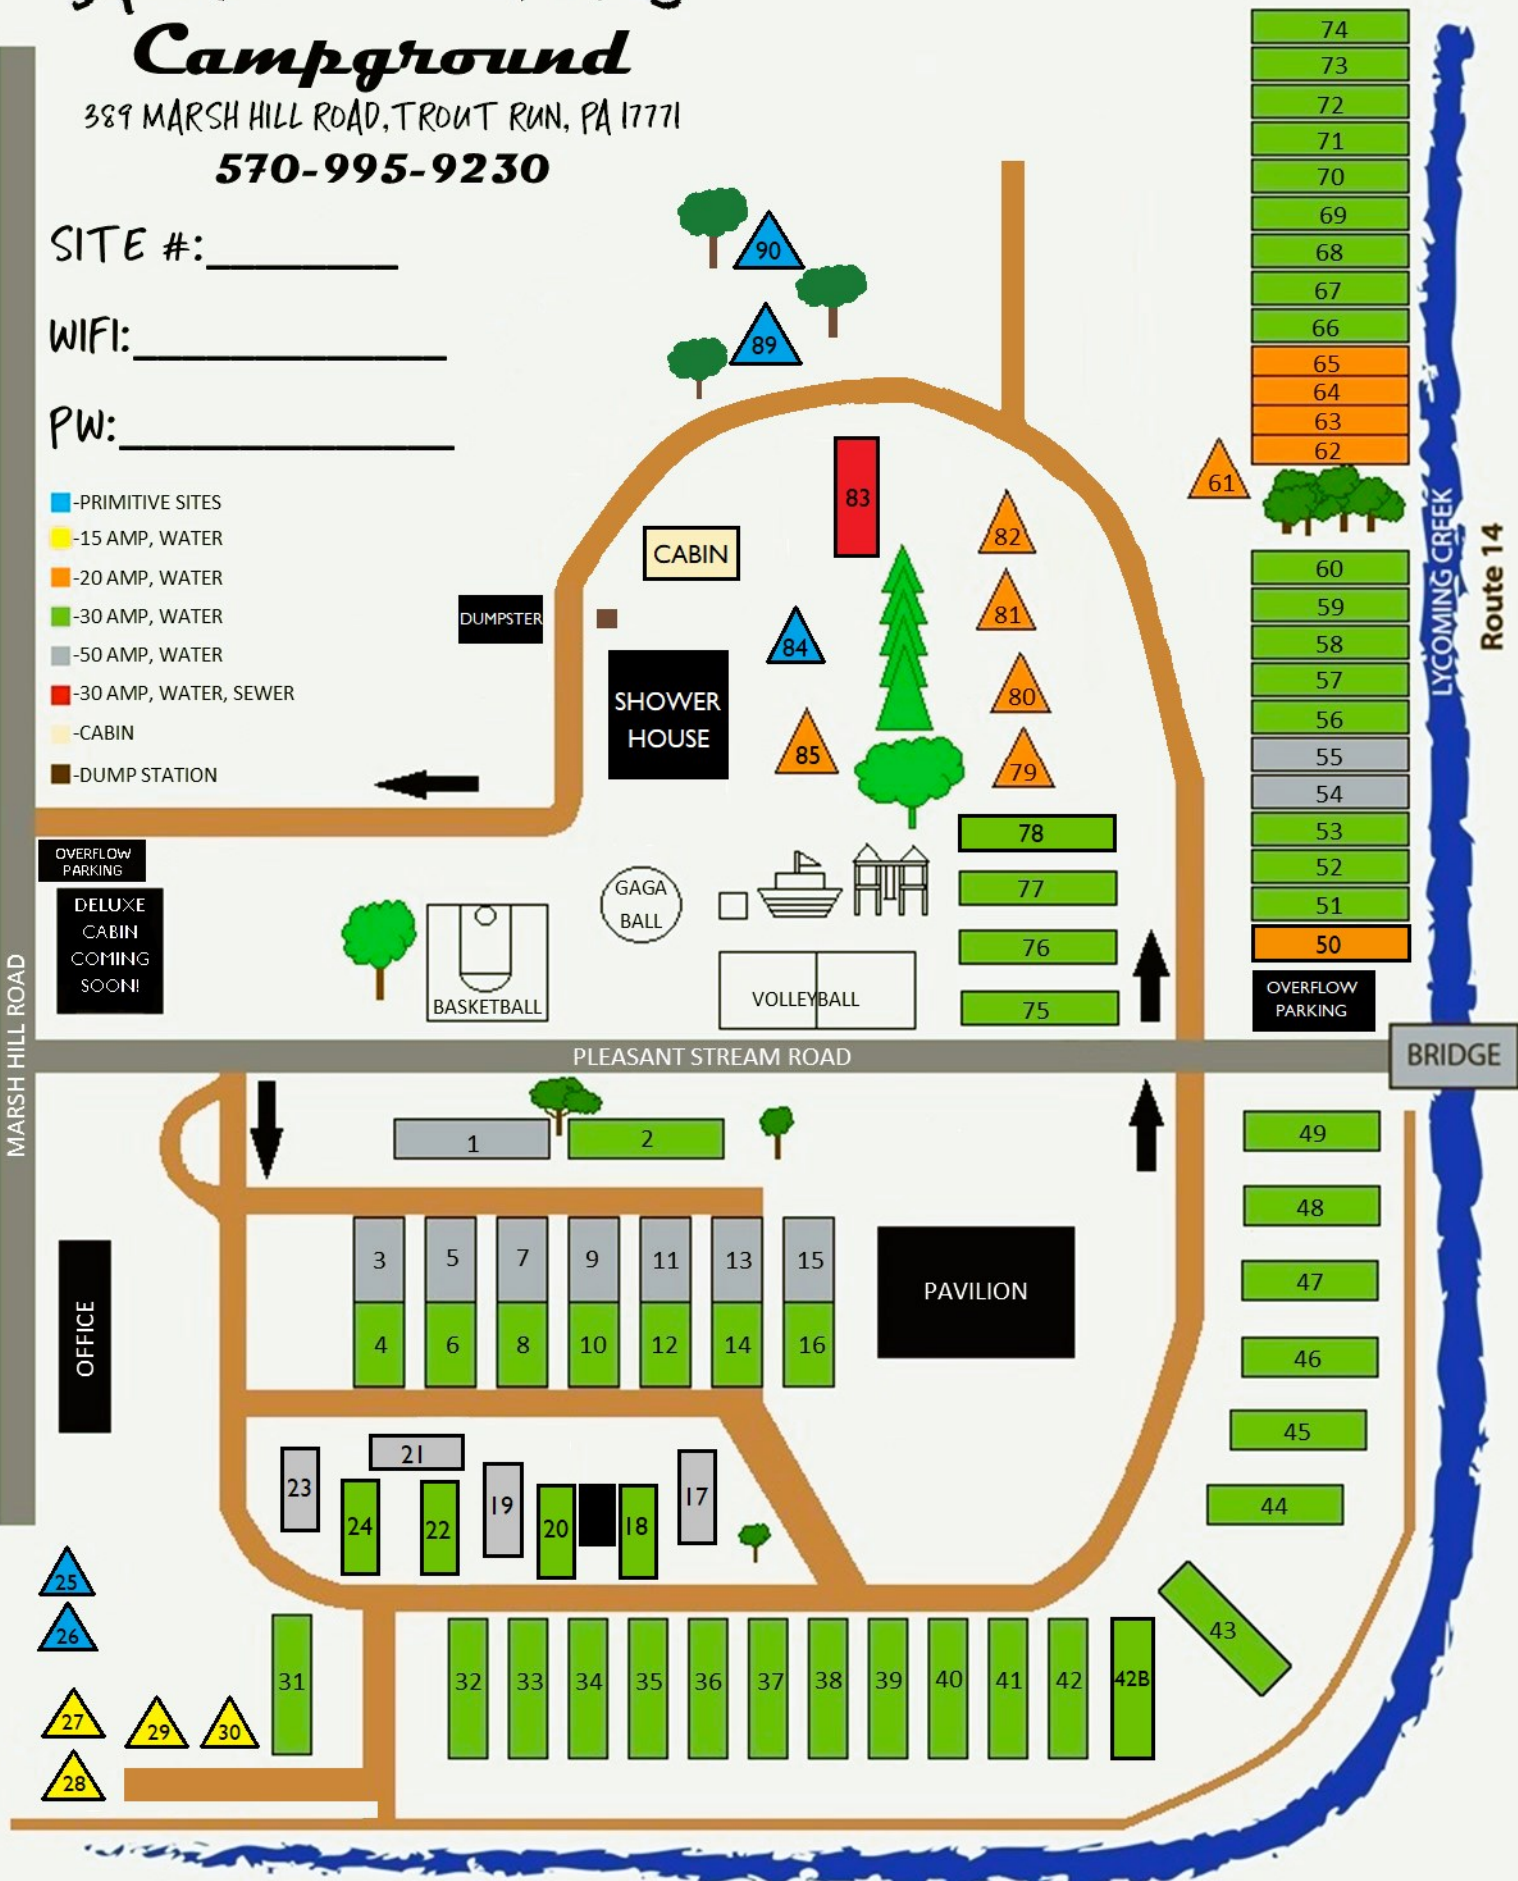 Campground
389 MARSH HILL ROAD, TROUT RUN, PA 17771
570-995-9230
SITE #:________
WIFI:_____________
PW:______________
-PRIMITIVE SITES
-15 AMP, WATER
-20 AMP, WATER
-30 AMP, WATER
-50 AMP, WATER
-30 AMP, WATER, SEWER
-CABIN
-DUMP STATION
74
73
72
71
70
69
68
67
66
65
64
63
62
61
90
89
83
82
81
80
79
CABIN
DUMPSTER
SHOWER
HOUSE
84
85
60
59
58
57
56
55
54
53
52
51
50
OVERFLOW
PARKING
LYCOMING CREEK
Route 14
OVERFLOW
PARKING
DELUXE
CABIN
COMING
SOON!
BASKETBALL
GAGA
BALL
VOLLEYBALL
78
77
76
75
MARSH HILL ROAD
PLEASANT STREAM ROAD
BRIDGE
1
2
3
5
7
9
11
13
15
4
6
8
10
12
14
16
PAVILION
OFFICE
49
48
47
46
45
44
43
23
21
24
22
19
20
18
17
25
26
27
28
29
30
31
32
33
34
35
36
37
38
39
40
41
42
42B